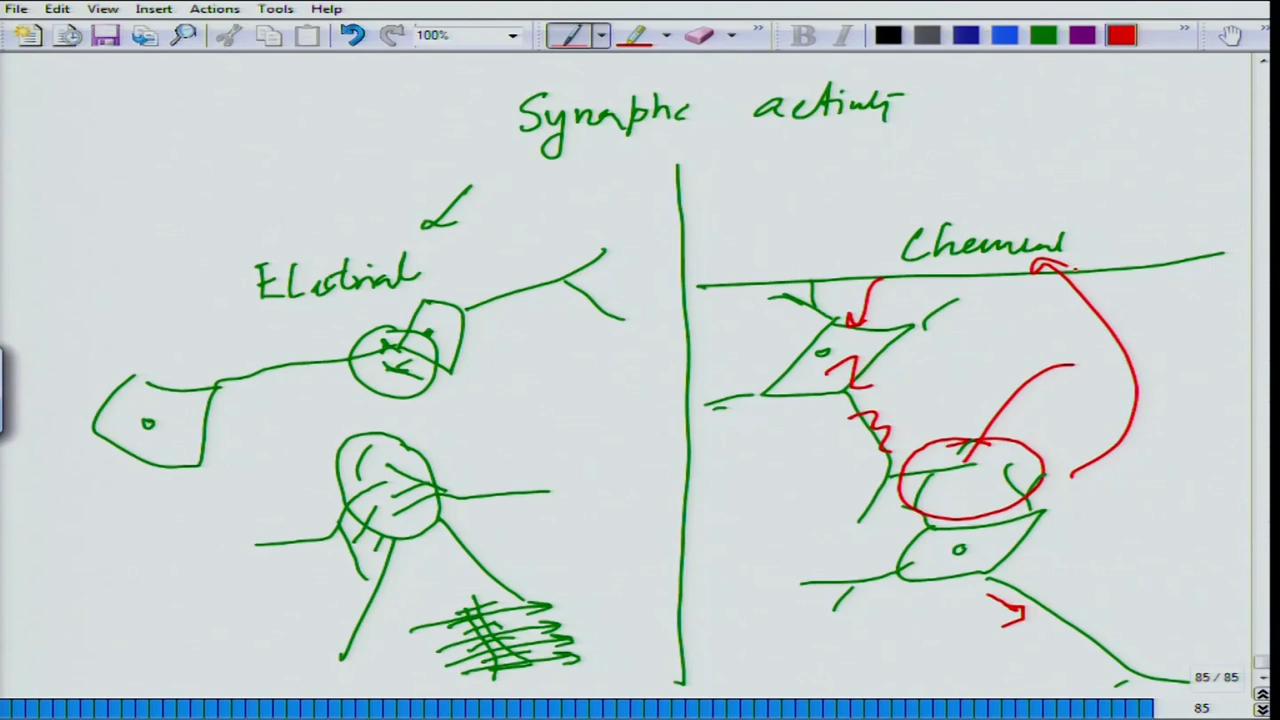 File Edit View Insert Actions Tools Help
100%
Synaptic activity
Electrical
Chemical
85 / 85
85